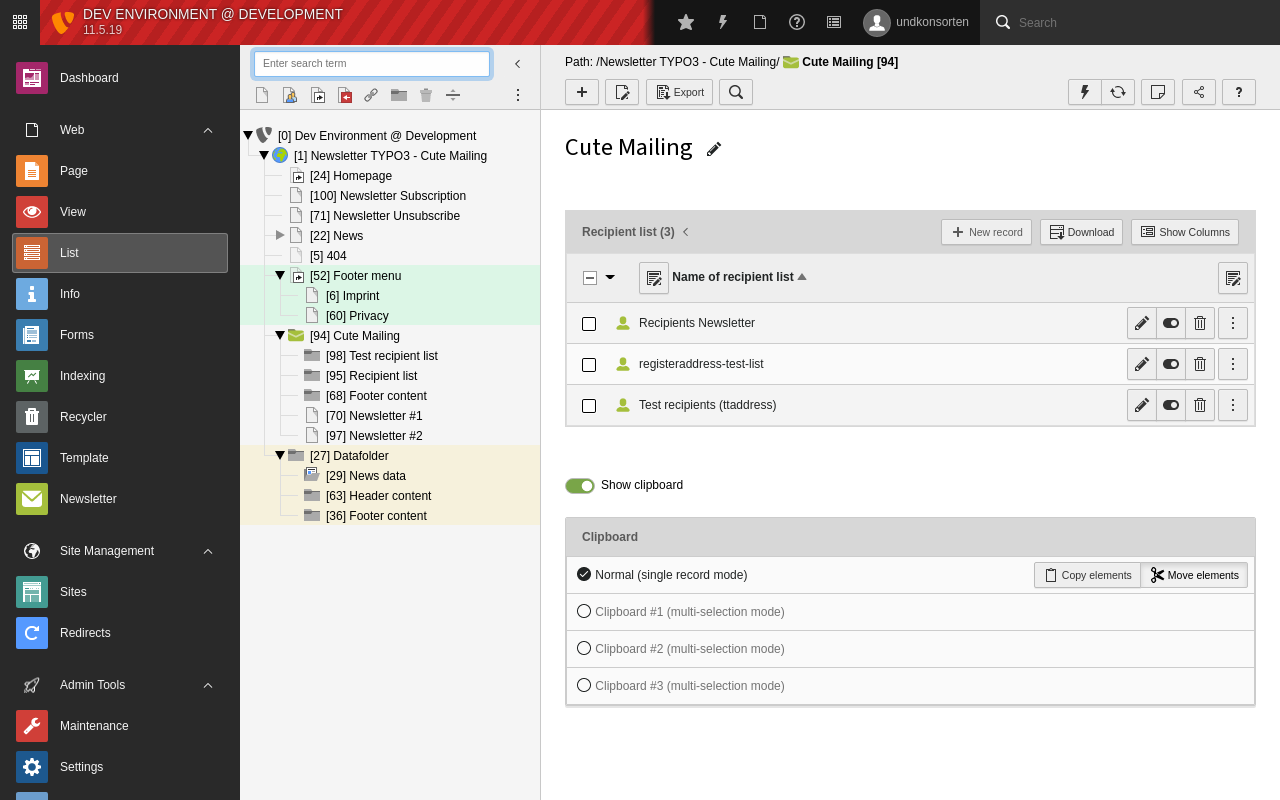 DEV ENVIRONMENT @ DEVELOPMENT
11.5.19
undkonsorten
Search
Dashboard
Web
Page
View
List
Info
Forms
Indexing
Recycler
Template
Newsletter
Site Management
Sites
Redirects
Admin Tools
Maintenance
Settings
Enter search term
[0] Dev Environment @ Development
[1] Newsletter TYPO3 - Cute Mailing
[24] Homepage
[100] Newsletter Subscription
[71] Newsletter Unsubscribe
[22] News
[5] 404
[52] Footer menu
[6] Imprint
[60] Privacy
[94] Cute Mailing
[98] Test recipient list
[95] Recipient list
[68] Footer content
[70] Newsletter #1
[97] Newsletter #2
[27] Datafolder
[29] News data
[63] Header content
[36] Footer content
Path: /Newsletter TYPO3 - Cute Mailing/ Cute Mailing [94]
Export
?
Cute Mailing
Recipient list (3)
New record
Download
Show Columns
Name of recipient list
Recipients Newsletter
registeraddress-test-list
Test recipients (ttaddress)
Show clipboard
Clipboard
Normal (single record mode)
Copy elements
Move elements
Clipboard #1 (multi-selection mode)
Clipboard #2 (multi-selection mode)
Clipboard #3 (multi-selection mode)